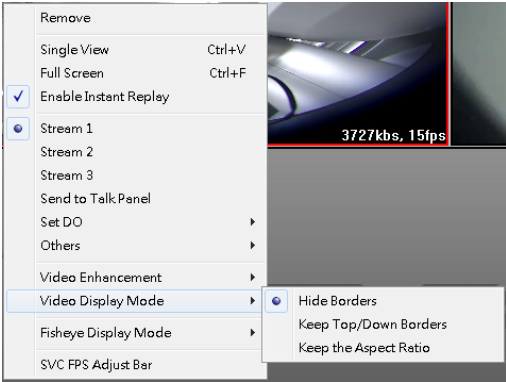 Remove
Single View Ctrl+V
Full Screen Ctrl+F
Enable Instant Replay
Stream 1
Stream 2
Stream 3
Send to Talk Panel
Set DO
Others
Video Enhancement
Video Display Mode
Fisheye Display Mode
SVC FPS Adjust Bar
3727kbs, 15fps
Hide Borders
Keep Top/Down Borders
Keep the Aspect Ratio